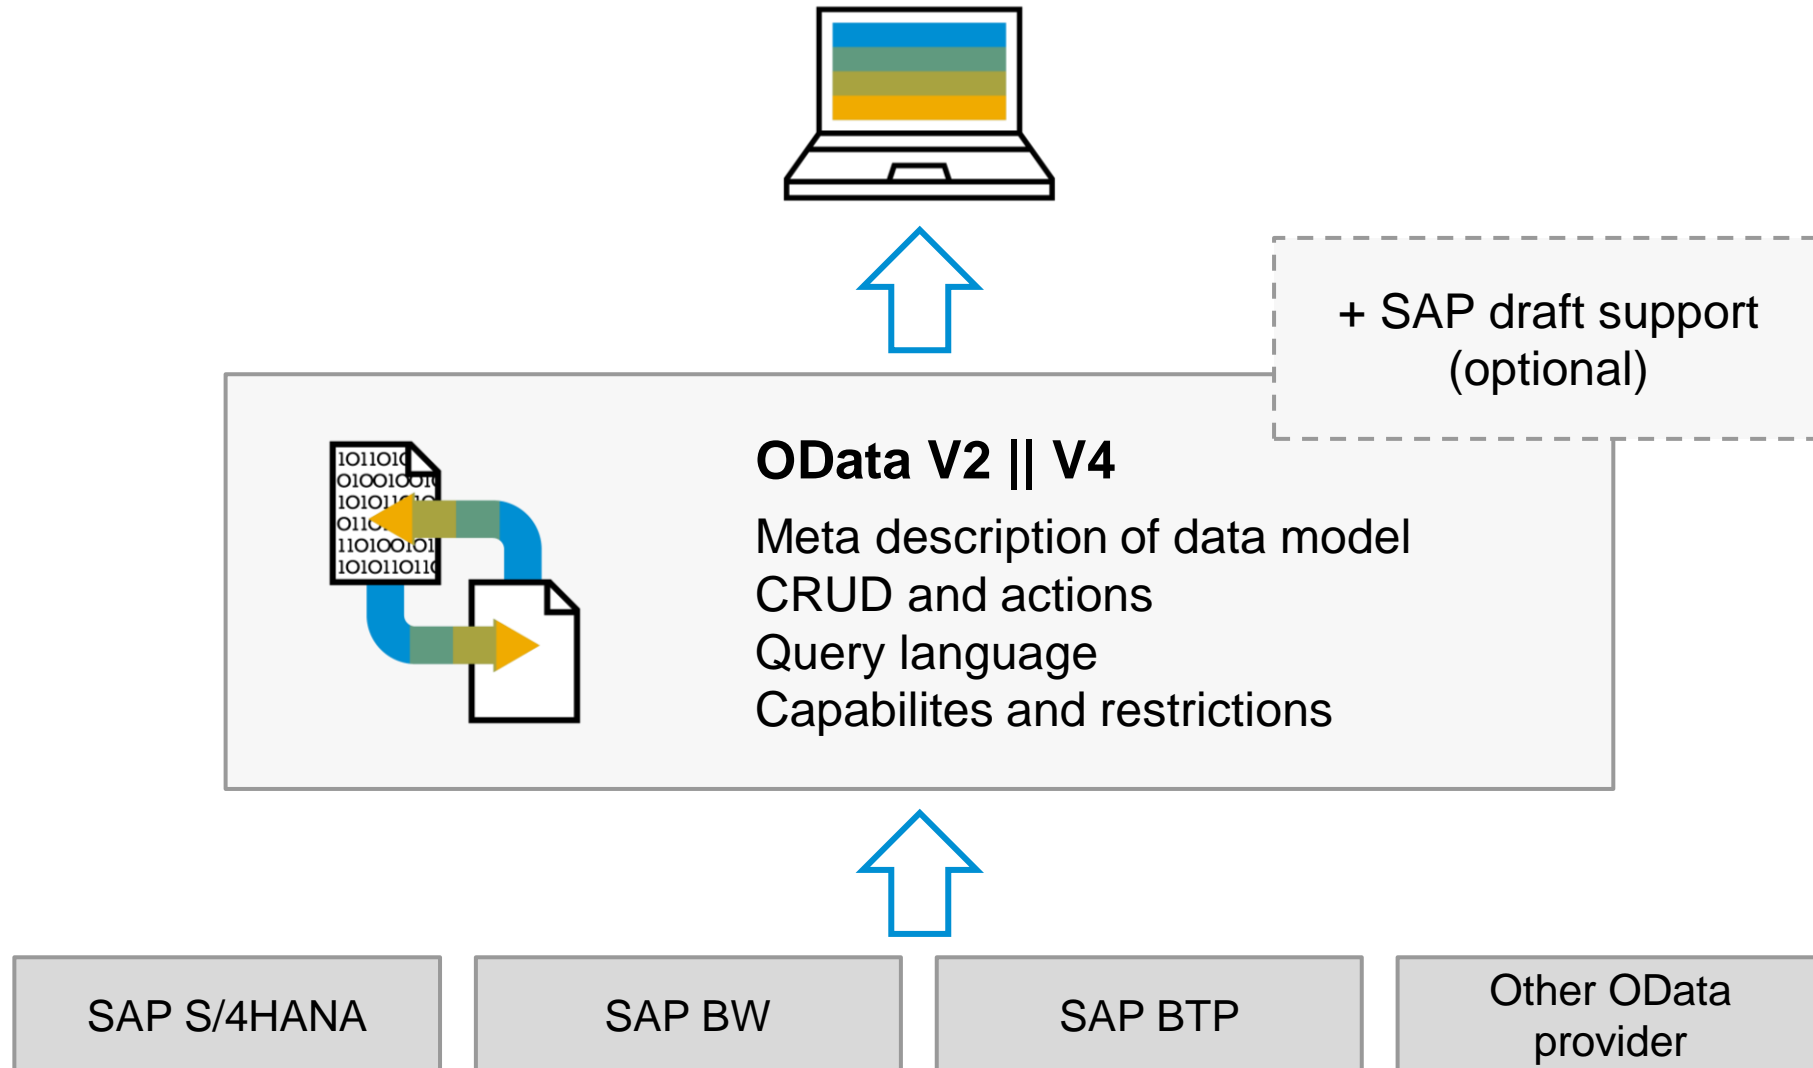 + SAP draft support
(optional)
OData V2 || V4
Meta description of data model
CRUD and actions
Query language
Capabilites and restrictions
SAP S/4HANA
SAP BW
SAP BTP
Other OData
provider